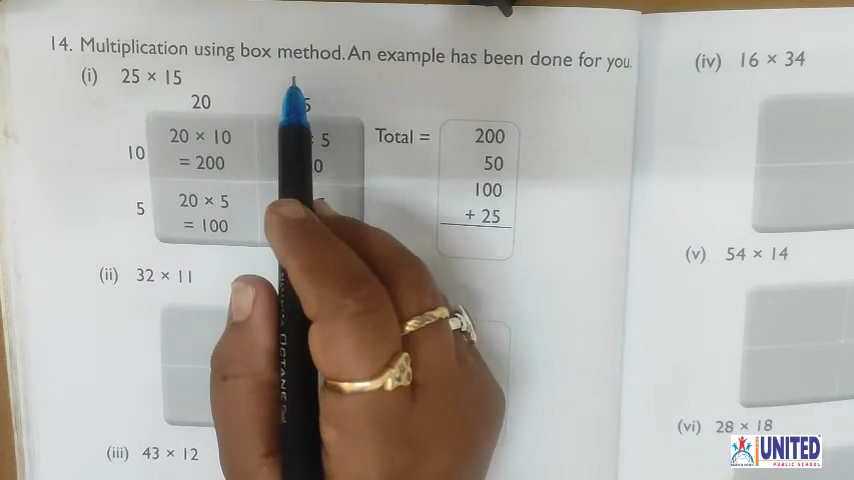 14. Multiplication using box method. An example has been done for you.
(i) 25 × 15
20 5
10
20 × 10
= 200
5
0
5
20 × 5
= 100
Total =
200
50
100
+ 25
(ii) 32 × 11
(iii) 43 × 12
(iv) 16 × 34
(v) 54 × 14
(vi) 28 × 18
OCTANE
UNITED
PUBLIC SCHOOL